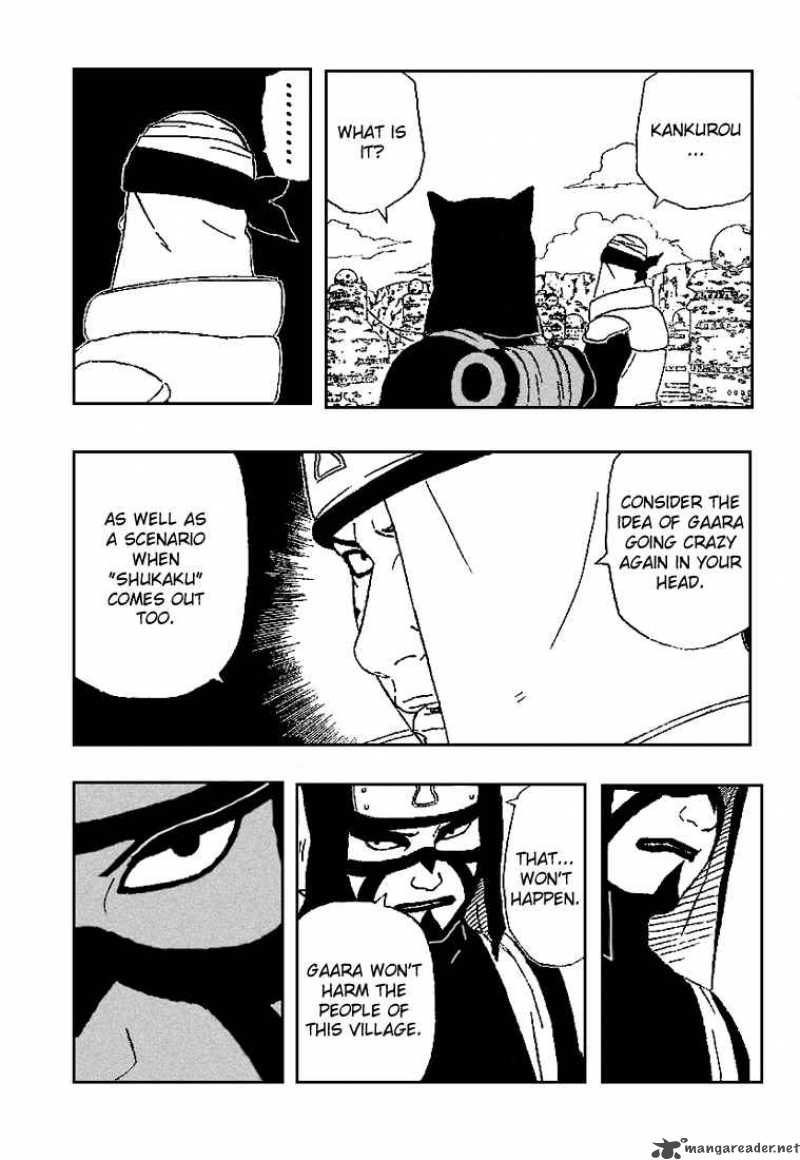 KANKUROU
...
WHAT IS
IT?
..........
CONSIDER THE
IDEA OF GAARA
GOING CRAZY
AGAIN IN YOUR
HEAD.
AS WELL AS
A SCENARIO
WHEN
"SHUKAKU"
COMES OUT
TOO.
THAT...
WON'T
HAPPEN.
GAARA WON'T
HARM THE
PEOPLE OF
THIS VILLAGE.
mangareader.net